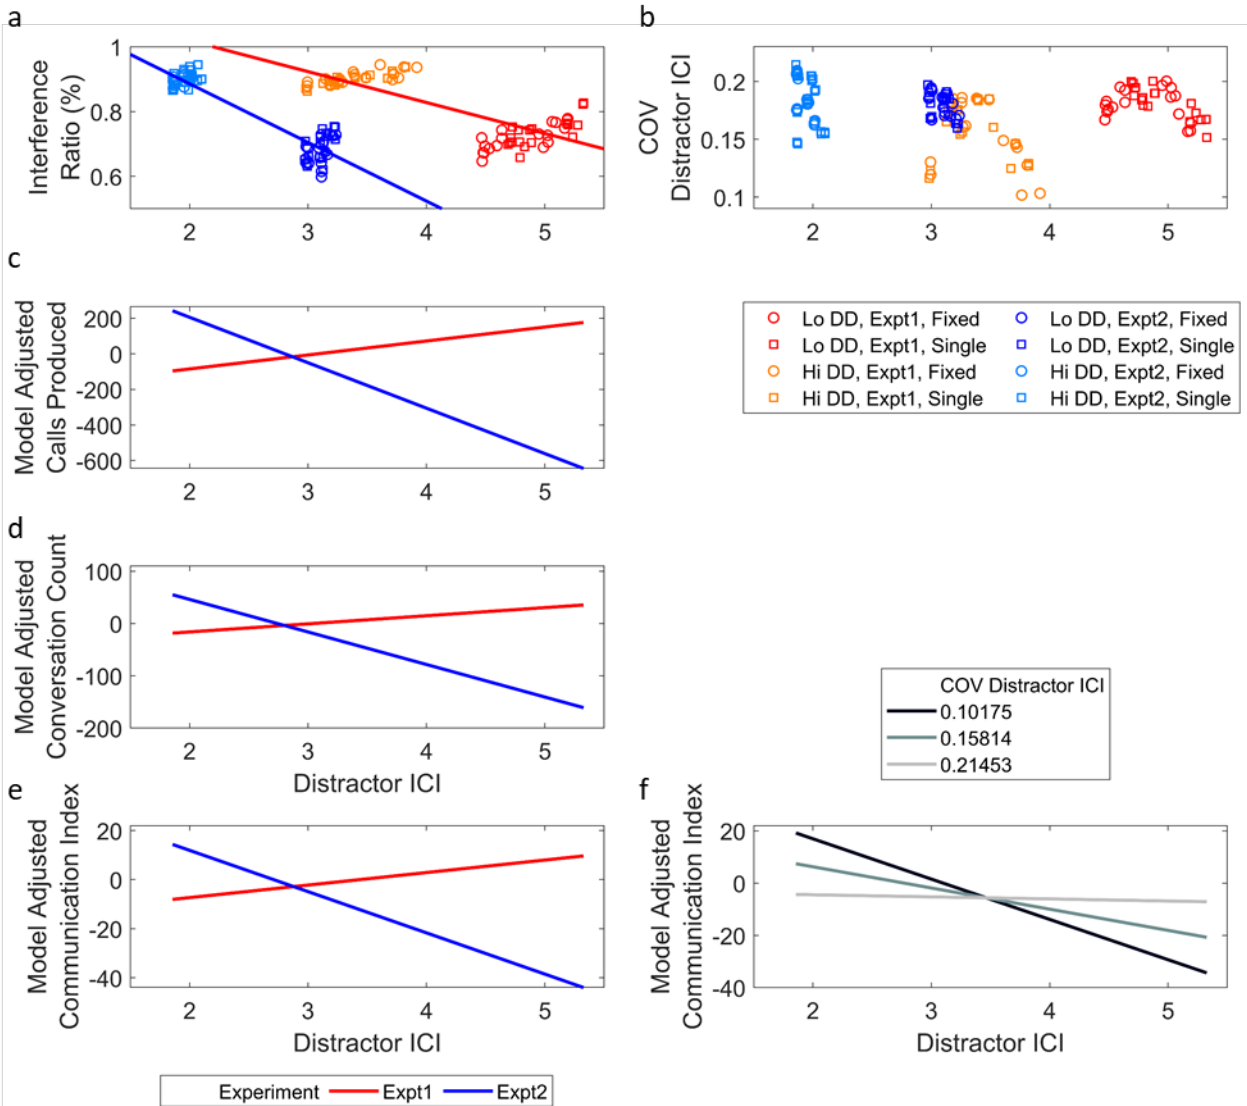 a
Interference
Ratio (%)
1
0.8
0.6
2 3 4 5
b
COV
Distractor ICI
0.2
0.15
0.1
2 3 4 5
c
Model Adjusted
Calls Produced
200
0
-200
-400
-600
2 3 4 5
Lo DD, Expt1, Fixed
Lo DD, Expt1, Single
Hi DD, Expt1, Fixed
Hi DD, Expt1, Single
Lo DD, Expt2, Fixed
Lo DD, Expt2, Single
Hi DD, Expt2, Fixed
Hi DD, Expt2, Single
d
Model Adjusted
Conversation Count
100
0
-100
-200
2 3 4 5
Distractor ICI
COV Distractor ICI
0.10175
0.15814
0.21453
e
Model Adjusted
Communication Index
20
0
-20
-40
2 3 4 5
Distractor ICI
f
Model Adjusted
Communication Index
20
0
-20
-40
2 3 4 5
Distractor ICI
Experiment Expt1 Expt2